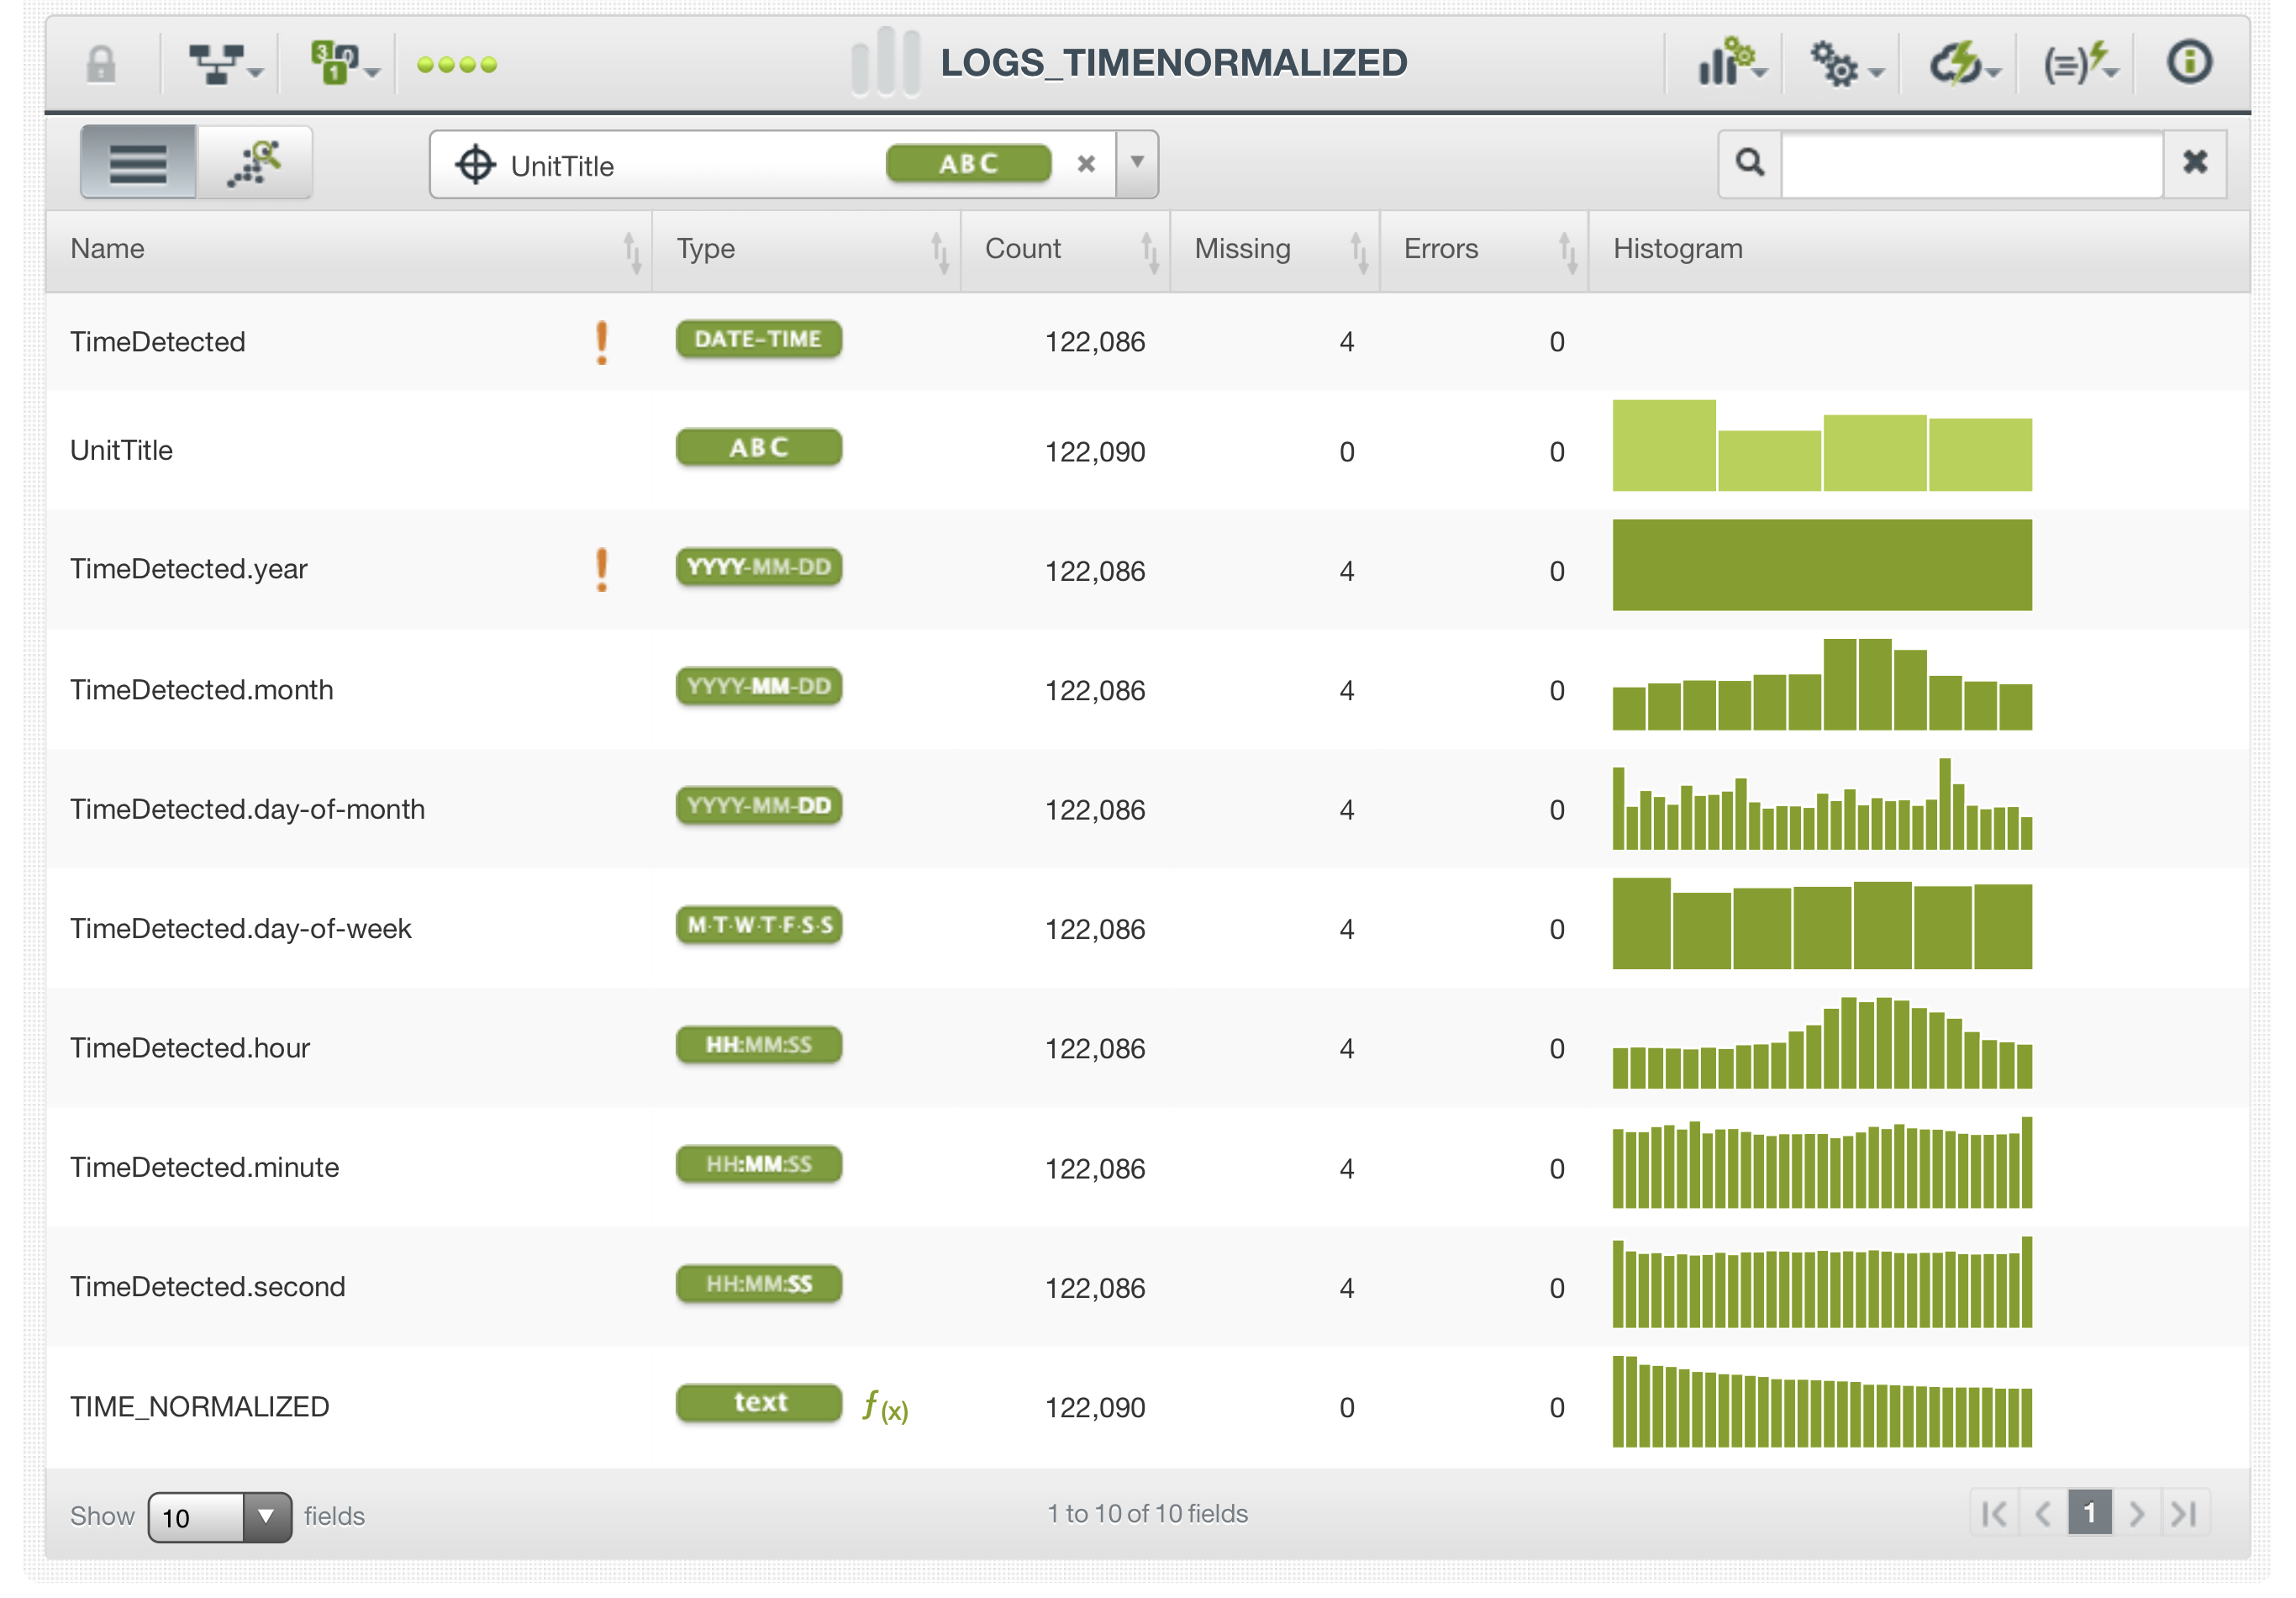 3 0 1
LOGS_TIMENORMALIZED
UnitTitle ABC
Name Type Count Missing Errors Histogram
TimeDetected DATE-TIME 122,086 4 0
UnitTitle ABC 122,090 0 0
TimeDetected.year YYYY-MM-DD 122,086 4 0
TimeDetected.month YYYY-MM-DD 122,086 4 0
TimeDetected.day-of-month YYYY-MM-DD 122,086 4 0
TimeDetected.day-of-week M·T·W·T·F·S·S 122,086 4 0
TimeDetected.hour HH:MM:SS 122,086 4 0
TimeDetected.minute HH:MM:SS 122,086 4 0
TimeDetected.second HH:MM:SS 122,086 4 0
TIME_NORMALIZED text f(x) 122,090 0 0
Show 10 fields 1 to 10 of 10 fields 1